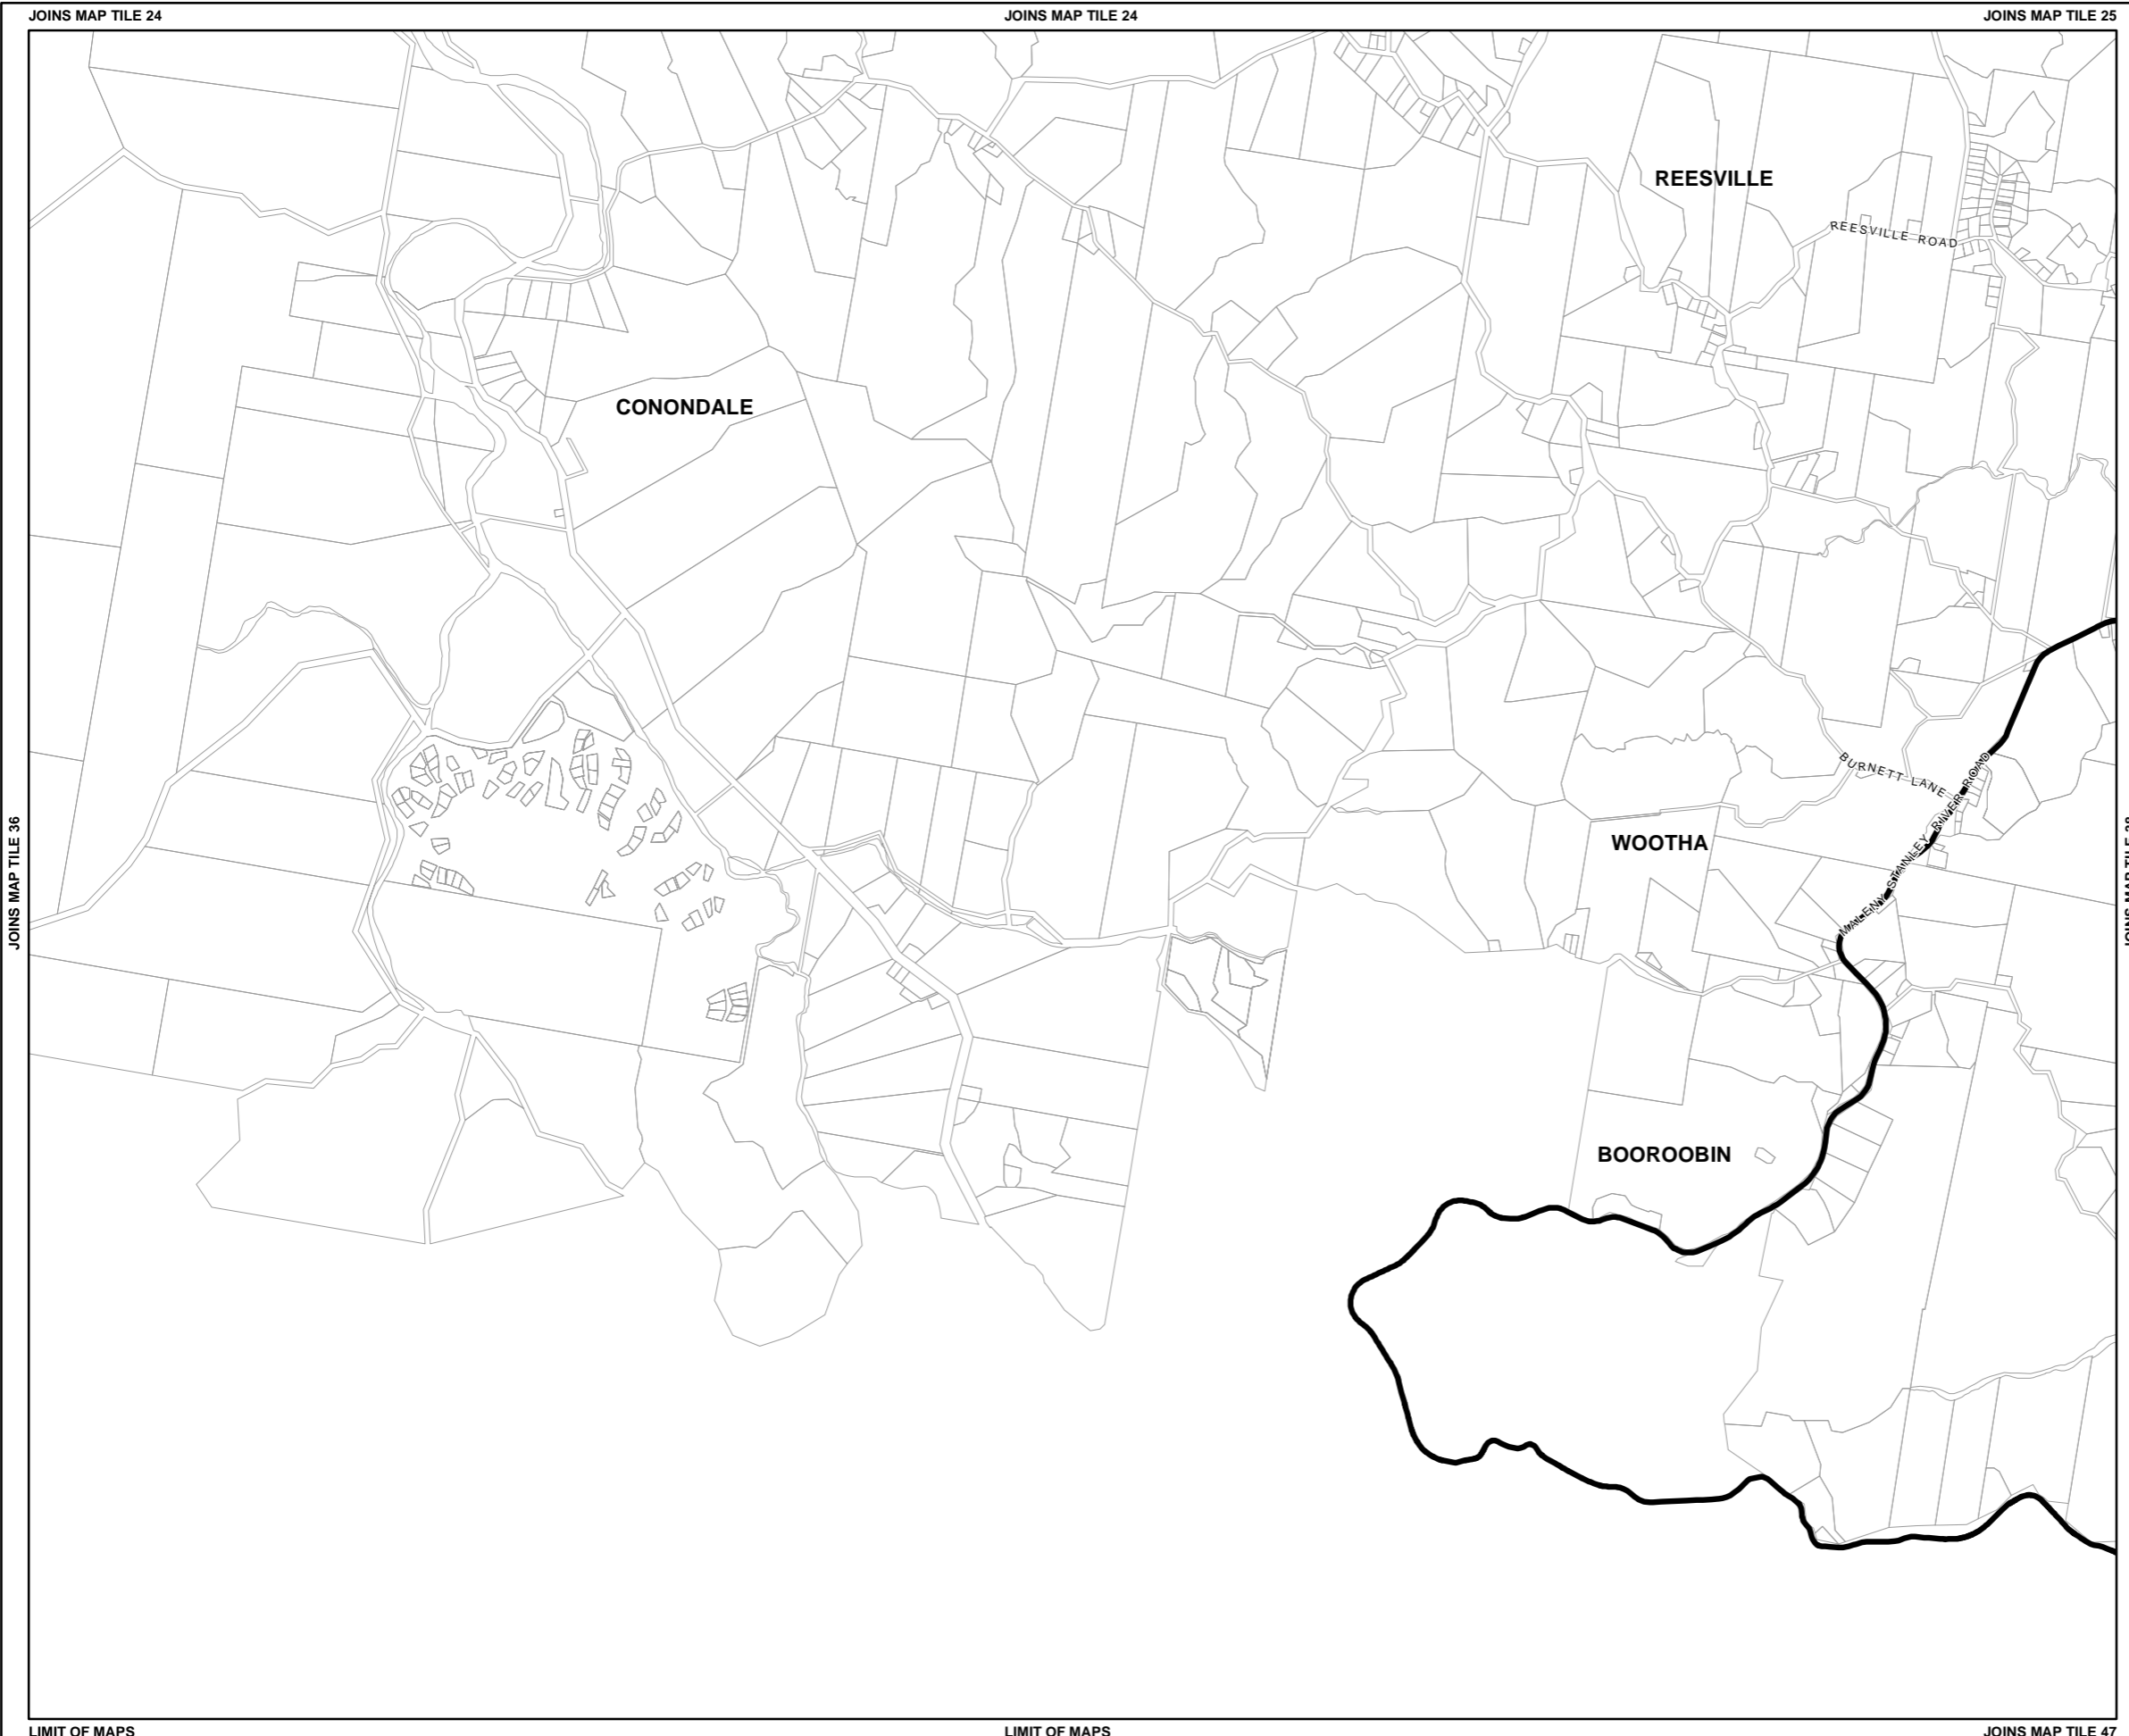 JOINS MAP TILE 24
JOINS MAP TILE 24
JOINS MAP TILE 25
REESVILLE
REESVILLE ROAD
CONONDALE
BURNETT LANE
MALENY STANLEY RIVER ROAD
WOOTHA
JOINS MAP TILE 36
BOOROOBIN
LIMIT OF MAPS
LIMIT OF MAPS
JOINS MAP TILE 47